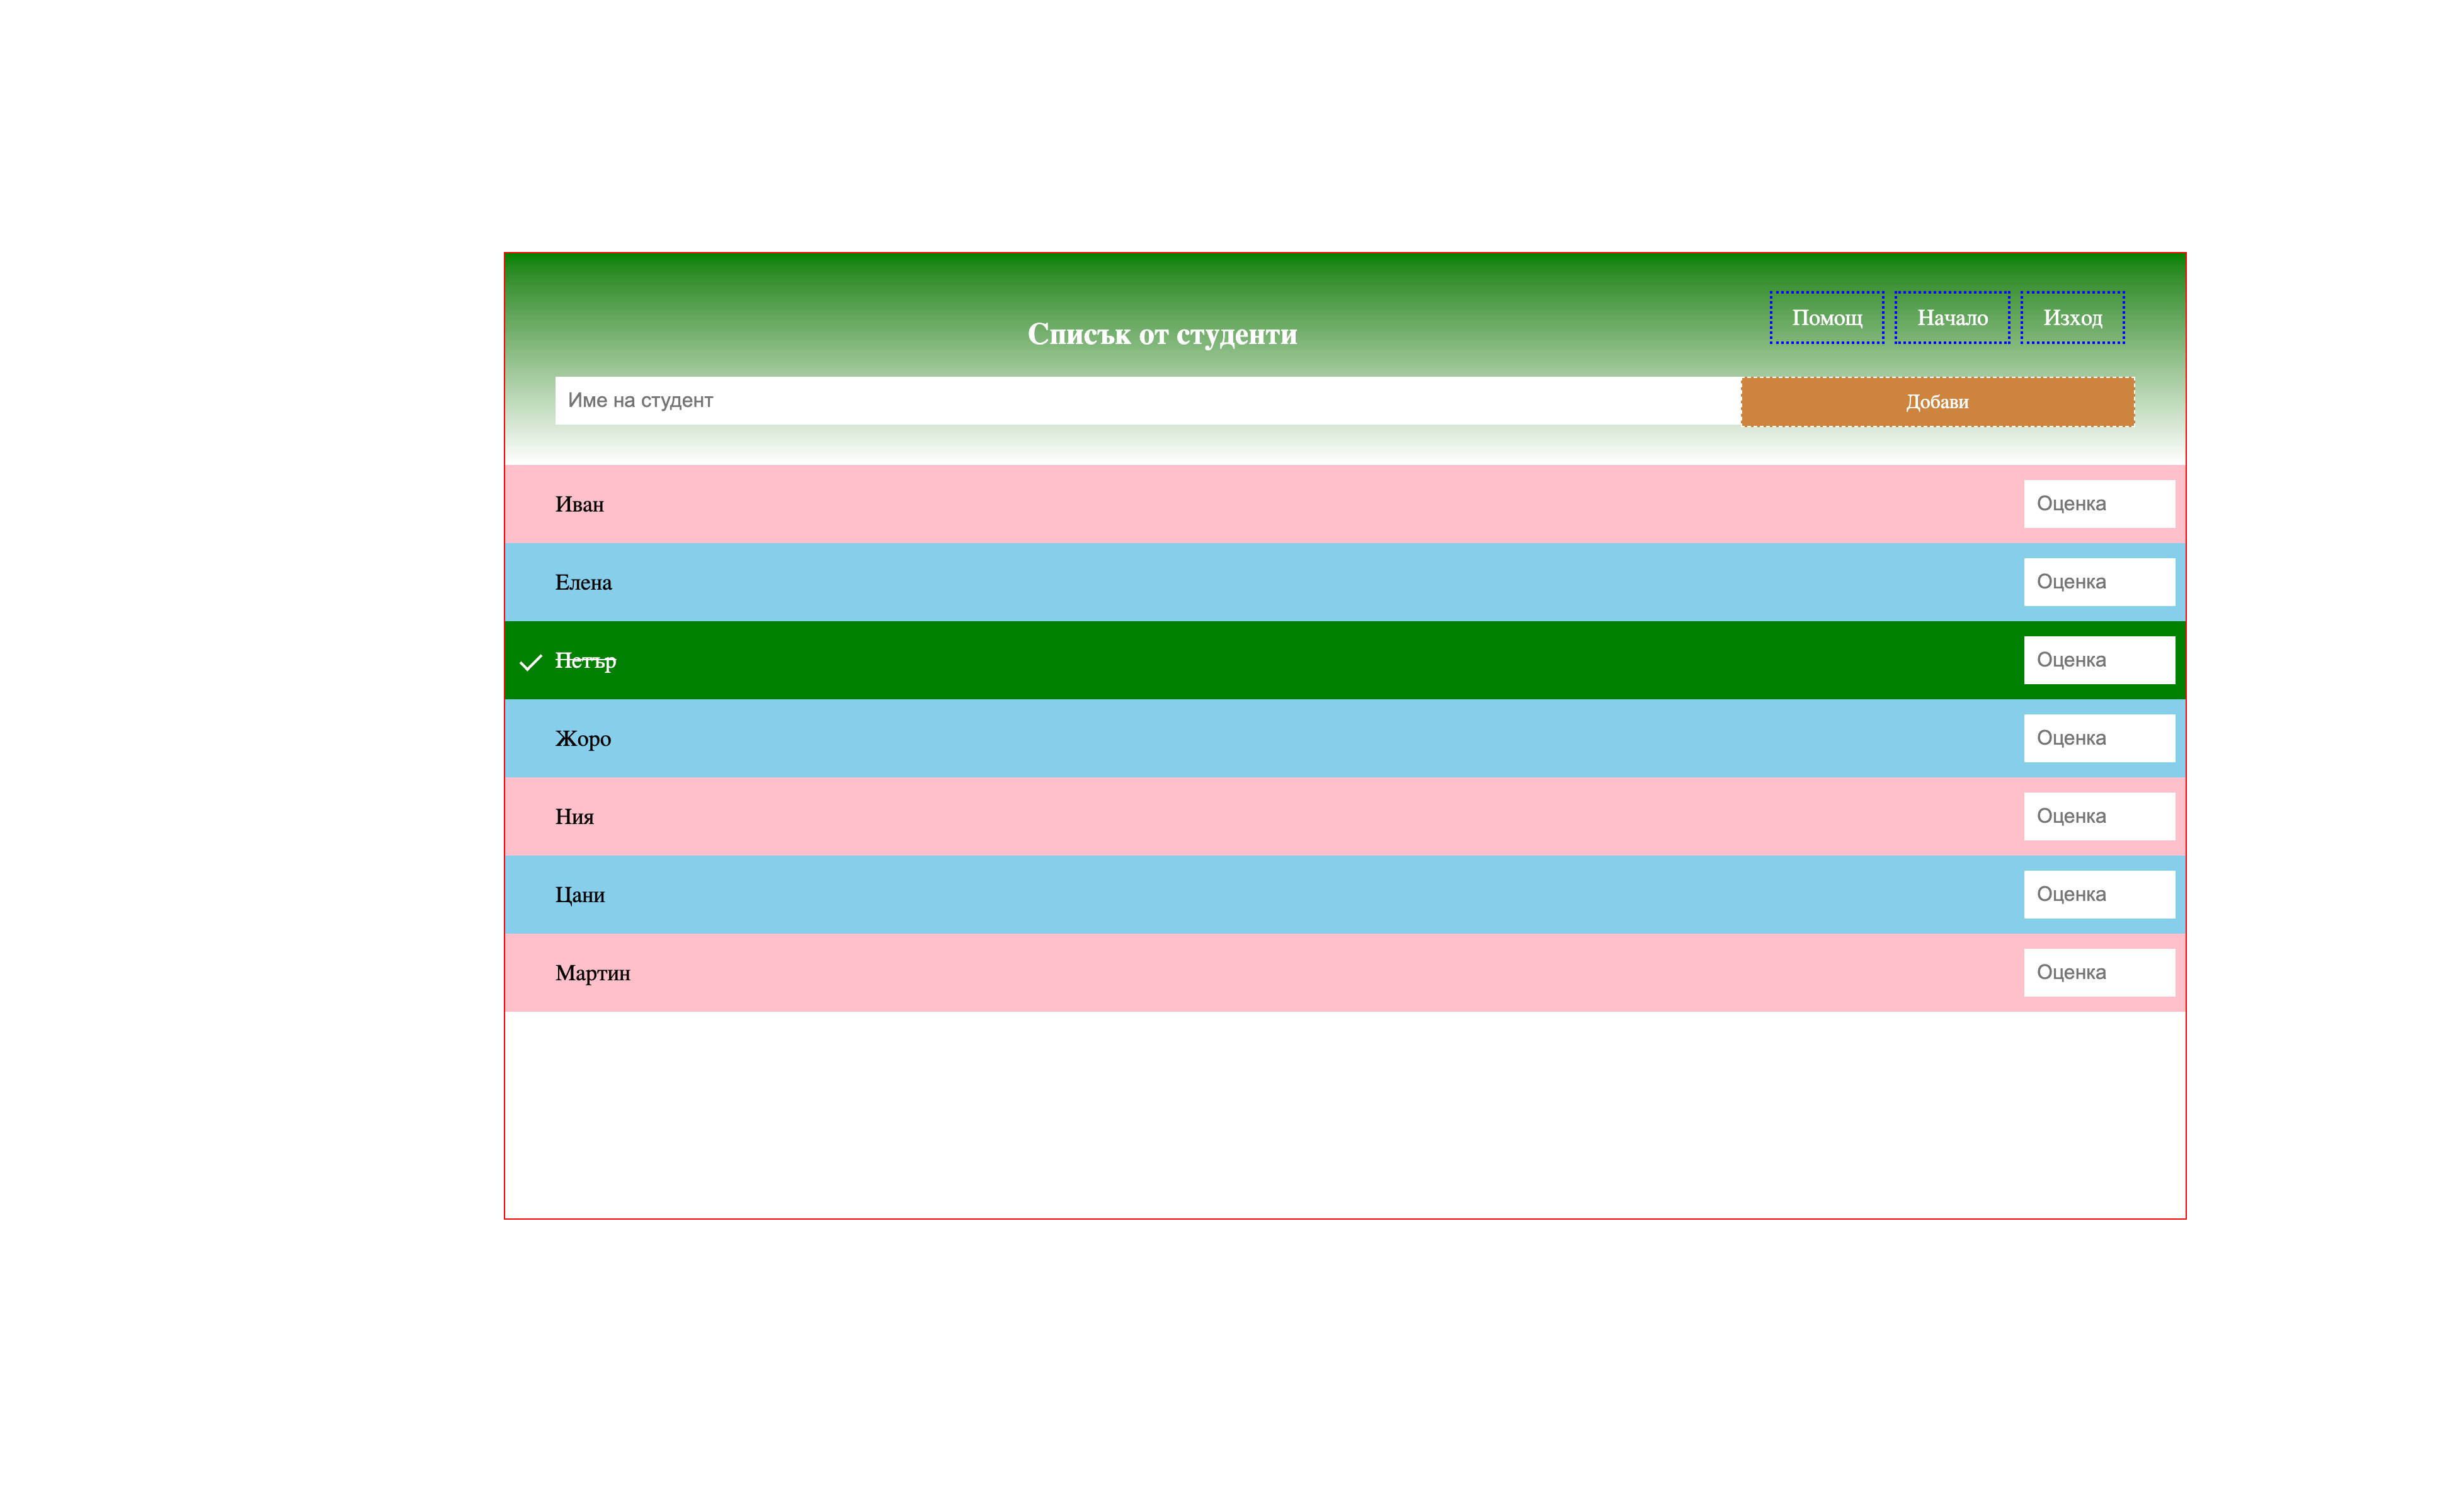 Помощ Начало Изход
Списък от студенти
Име на студент Добави
Иван Оценка
Елена Оценка
Петър Оценка
Жоро Оценка
Ния Оценка
Цани Оценка
Мартин Оценка